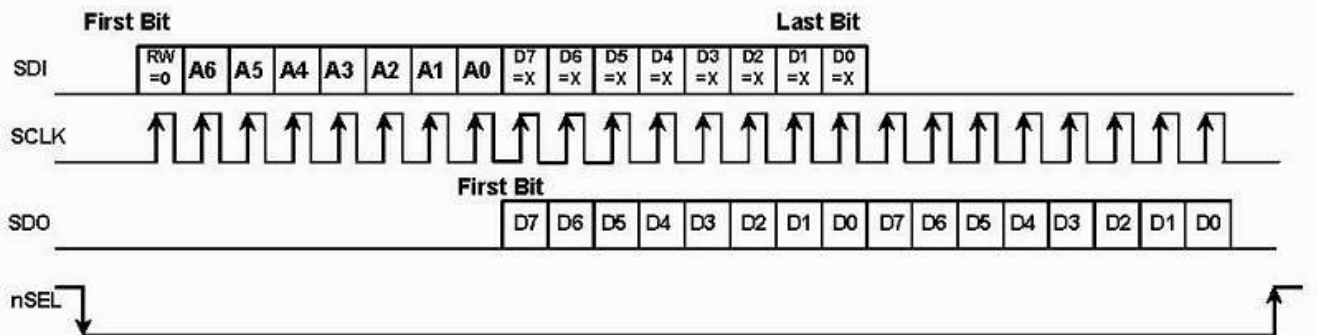 First Bit Last Bit
SDI RW =0 A6 A5 A4 A3 A2 A1 A0 D7 =X D6 =X D5 =X D4 =X D3 =X D2 =X D1 =X D0 =X
SCLK
First Bit
SDO D7 D6 D5 D4 D3 D2 D1 D0 D7 D6 D5 D4 D3 D2 D1 D0
nSEL